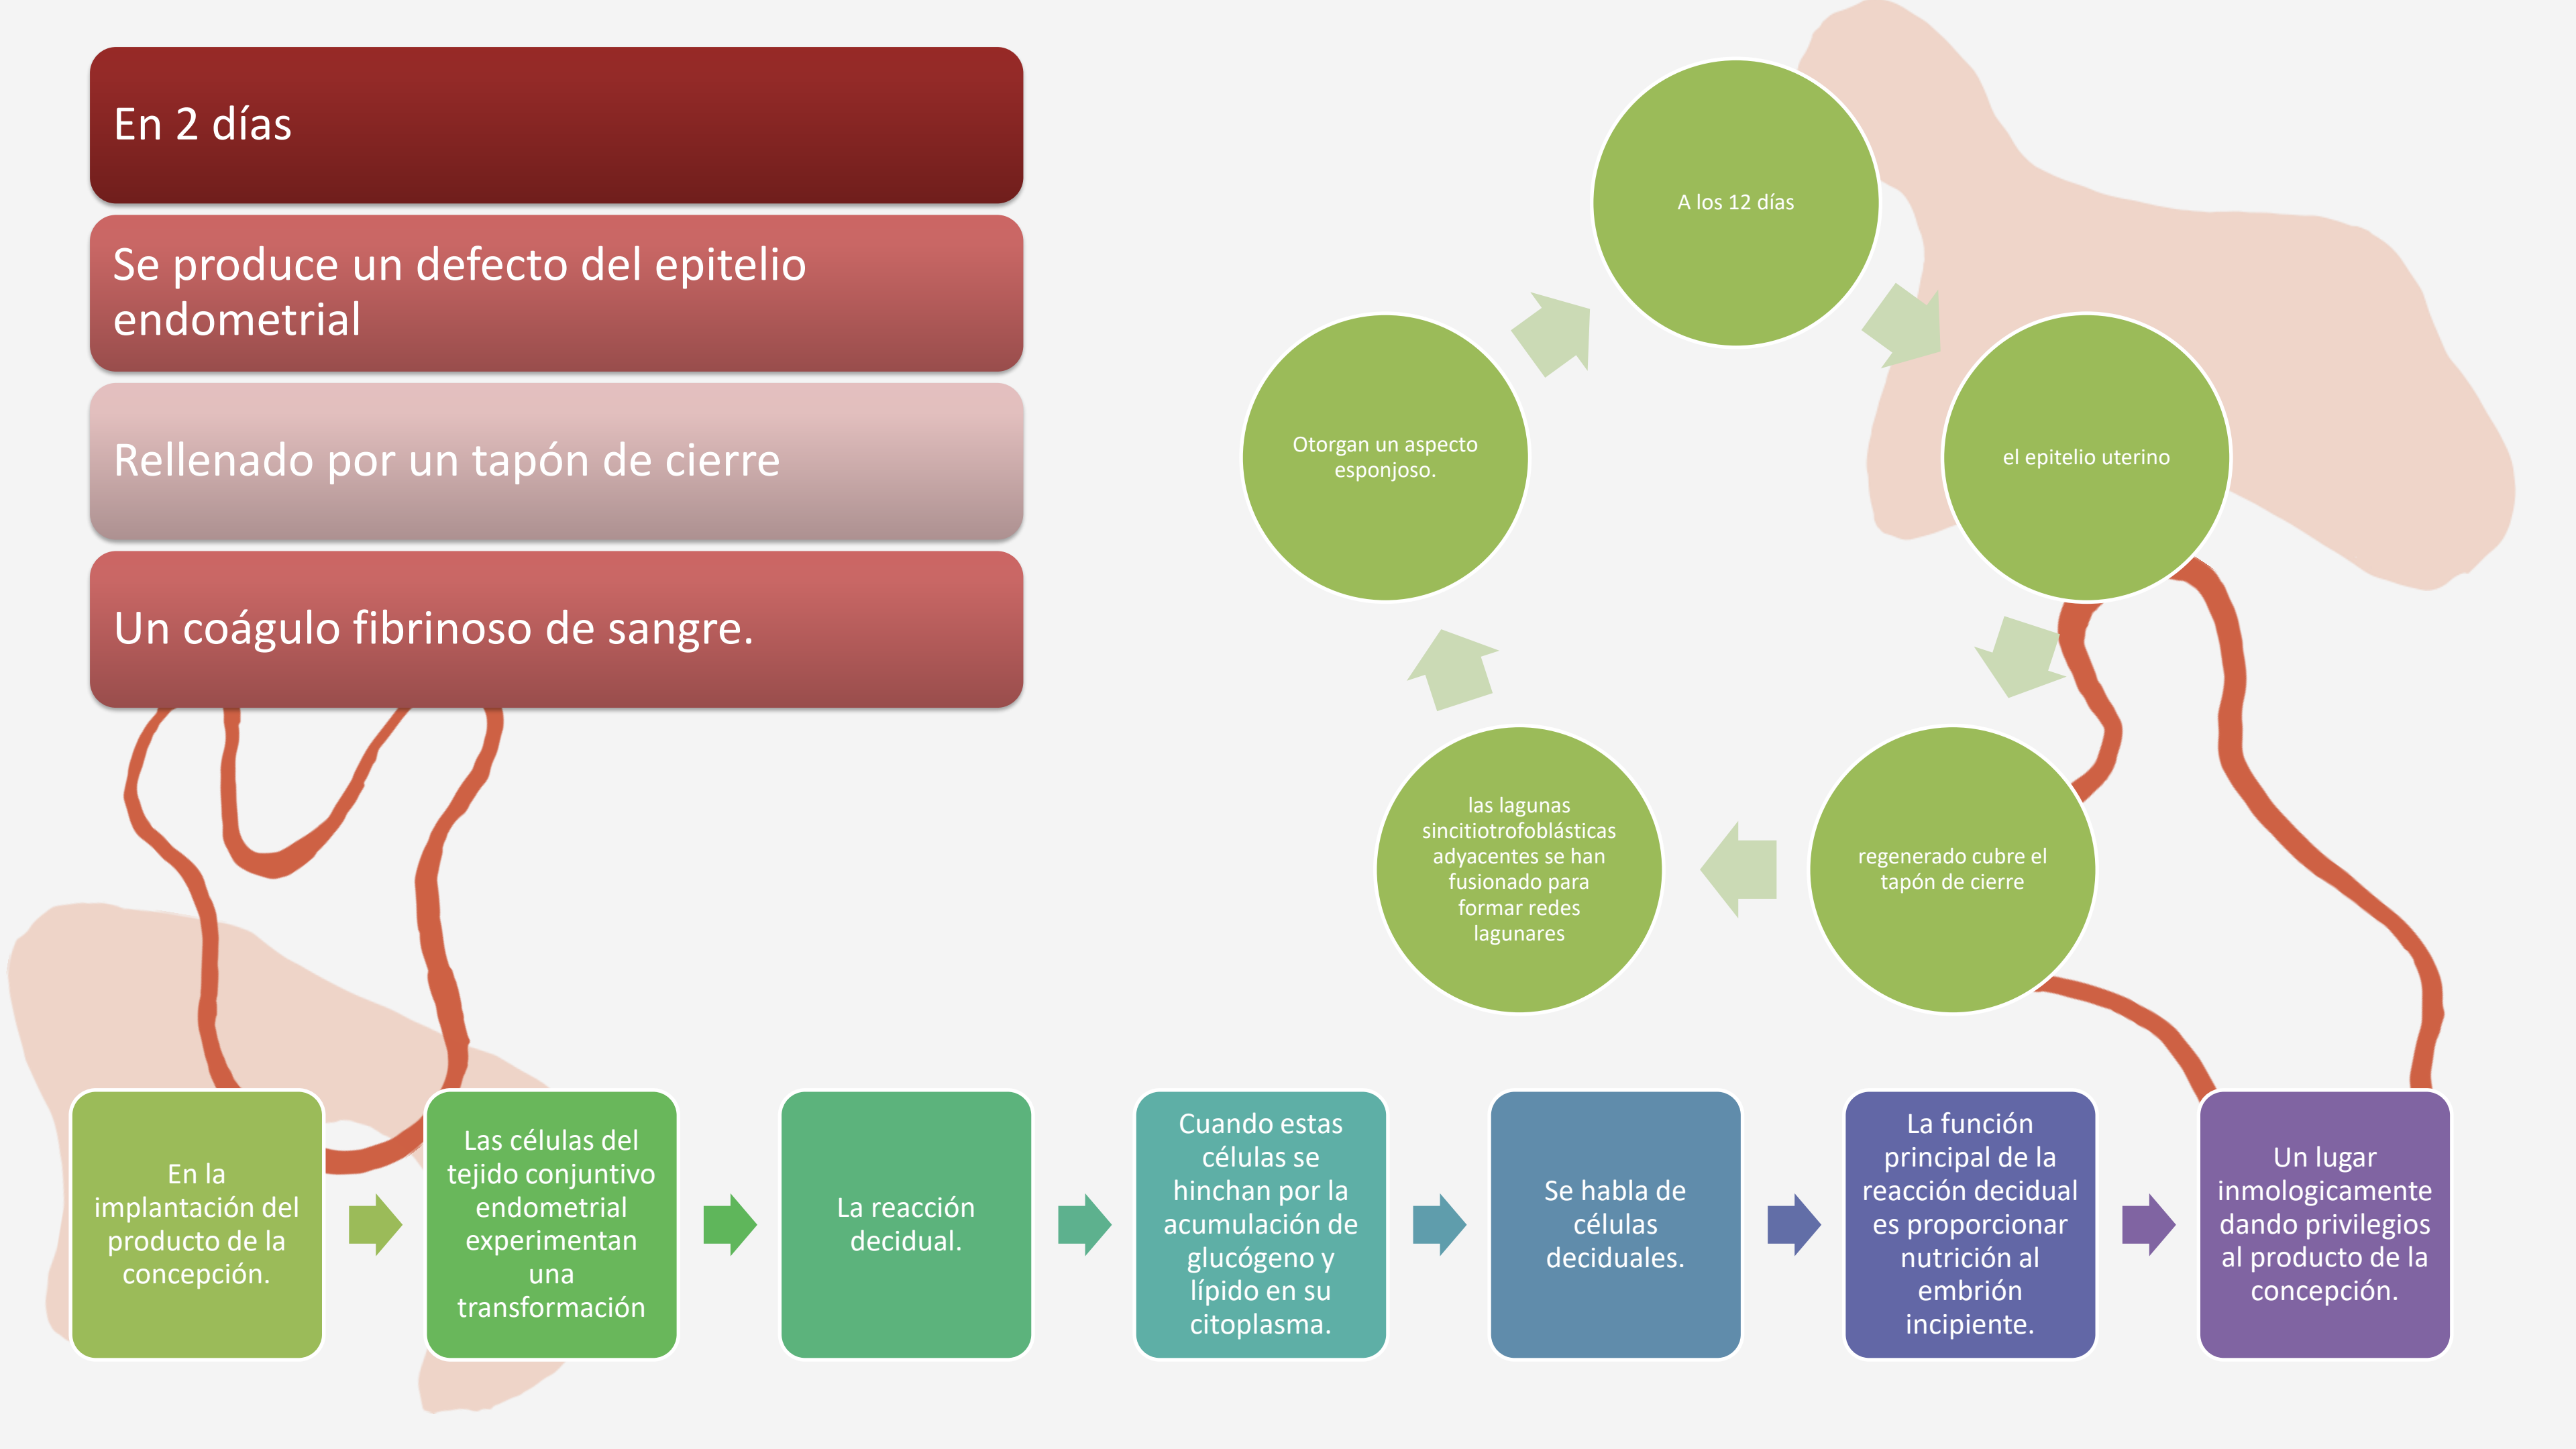 En 2 días
Se produce un defecto del epitelio
endometrial
Rellenado por un tapón de cierre
Un coágulo fibrinoso de sangre.
A los 12 días
el epitelio uterino
regenerado cubre el
tapón de cierre
las lagunas
sincitiotrofoblásticas
adyacentes se han
fusionado para
formar redes
lagunares
Otorgan un aspecto
esponjoso.
En la
implantación del
producto de la
concepción.
Las células del
tejido conjuntivo
endometrial
experimentan
una
transformación
La reacción
decidual.
Cuando estas
células se
hinchan por la
acumulación de
glucógeno y
lípido en su
citoplasma.
Se habla de
células
deciduales.
La función
principal de la
reacción decidual
es proporcionar
nutrición al
embrión
incipiente.
Un lugar
inmologicamente
dando privilegios
al producto de la
concepción.